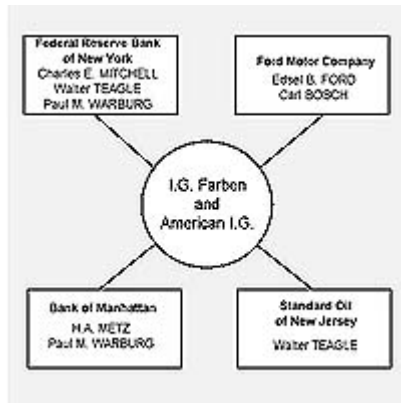 Federal Reserve Bank
of New York
Charles E. MITCHELL
Walter TEAGLE
Paul M. WARBURG
Ford Motor Company
Edsel B. FORD
Carl BOSCH
I.G. Farben
and
American I.G.
Bank of Manhattan
H.A. METZ
Paul M. WARBURG
Standard Oil
of New Jersey
Walter TEAGLE